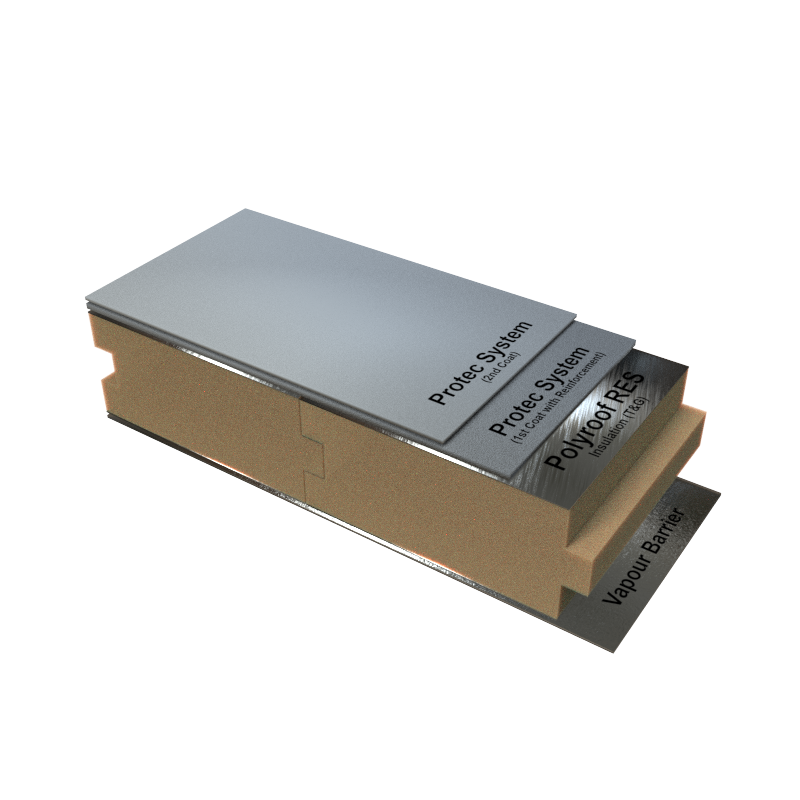 Protec System
(2nd Coat)
Protec System
(1st Coat with Reinforcement)
Polyroof RES
Insulation (T&G)
Vapour Barrier